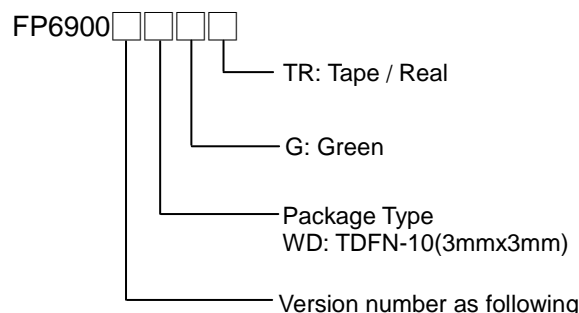 FP6900
TR: Tape / Real
G: Green
Package Type
WD: TDFN-10(3mmx3mm)
Version number as following